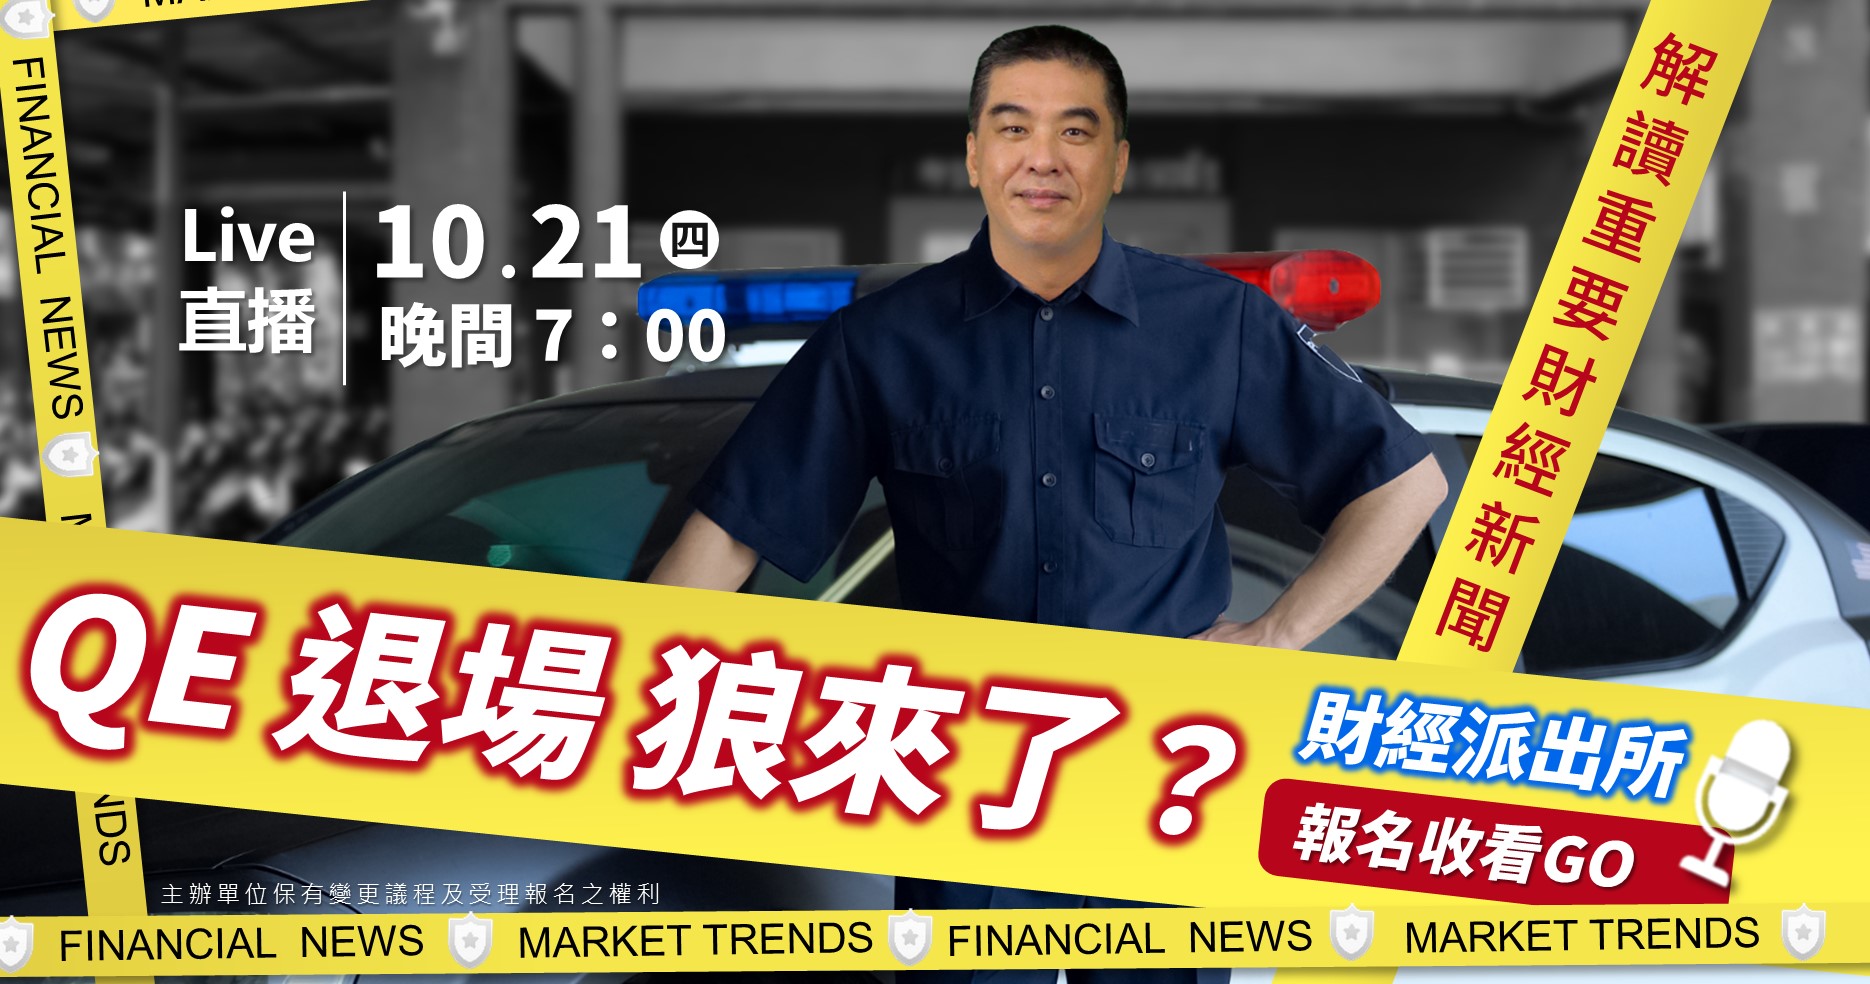 FINANCIAL NEWS
Live
直播
10.21 四
晚間 7：00
解讀重要財經新聞
QE 退場 狼來了？
財經派出所
報名收看GO
NDS
主辦單位保有變更議程及受理報名之權利
FINANCIAL NEWS MARKET TRENDS FINANCIAL NEWS MARKET TRENDS